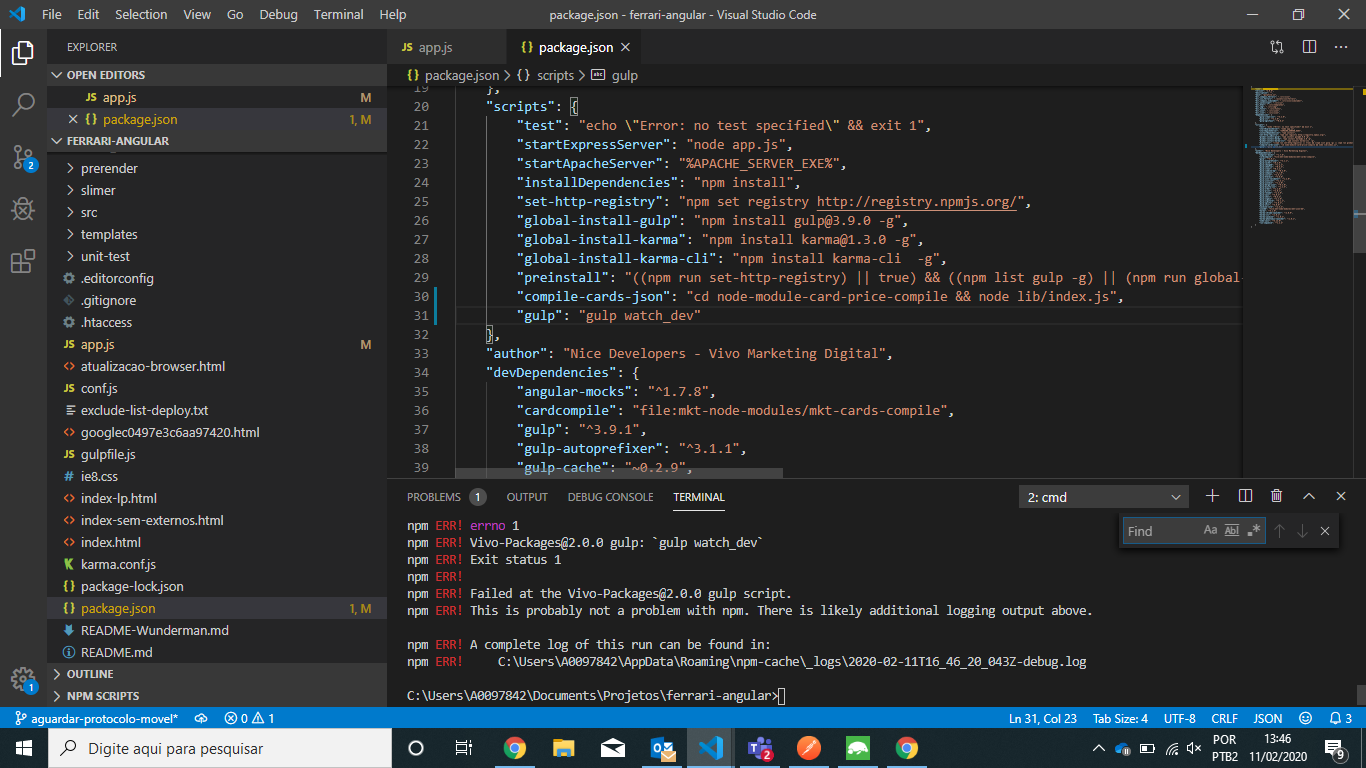 File Edit Selection View Go Debug Terminal Help
package.json - ferrari-angular - Visual Studio Code
EXPLORER
OPEN EDITORS
JS app.js M
{} package.json 1, M
FERRARI-ANGULAR
prerender
slimer
src
templates
unit-test
.editorconfig
.gitignore
.htaccess
JS app.js M
<> atualizacao-browser.html
JS conf.js
exclude-list-deploy.txt
<> googlec0497e3c6aa97420.html
JS gulpfile.js
# ie8.css
<> index-lp.html
<> index-sem-externos.html
<> index.html
karma.conf.js
{} package-lock.json
{} package.json 1, M
README-Wunderman.md
README.md
OUTLINE
NPM SCRIPTS
2
1
JS app.js
{} package.json
{} package.json > {} scripts > abc gulp
19 },
20 "scripts": {
21 "test": "echo \"Error: no test specified\" && exit 1",
22 "startExpressServer": "node app.js",
23 "startApacheServer": "%APACHE_SERVER_EXE%",
24 "installDependencies": "npm install",
25 "set-http-registry": "npm set registry http://registry.npmjs.org/",
26 "global-install-gulp": "npm install gulp@3.9.0 -g",
27 "global-install-karma": "npm install karma@1.3.0 -g",
28 "global-install-karma-cli": "npm install karma-cli  -g",
29 "preinstall": "((npm run set-http-registry) || true) && ((npm list gulp -g) || (npm run global-
30 "compile-cards-json": "cd node-module-card-price-compile && node lib/index.js",
31 "gulp": "gulp watch_dev"
32 },
33 "author": "Nice Developers - Vivo Marketing Digital",
34 "devDependencies": {
35 "angular-mocks": "^1.7.8",
36 "cardcompile": "file:mkt-node-modules/mkt-cards-compile",
37 "gulp": "^3.9.1",
38 "gulp-autoprefixer": "^3.1.1",
39 "gulp-cache": "~0.2.9",
PROBLEMS 1 OUTPUT DEBUG CONSOLE TERMINAL
2: cmd
Find Aa Abl .*
npm ERR! errno 1
npm ERR! Vivo-Packages@2.0.0 gulp: `gulp watch_dev`
npm ERR! Exit status 1
npm ERR!
npm ERR! Failed at the Vivo-Packages@2.0.0 gulp script.
npm ERR! This is probably not a problem with npm. There is likely additional logging output above.
npm ERR! A complete log of this run can be found in:
npm ERR!     C:\Users\A0097842\AppData\Roaming\npm-cache\_logs\2020-02-11T16_46_20_043Z-debug.log
C:\Users\A0097842\Documents\Projetos\ferrari-angular>
aguardar-protocolo-movel* 0 1
Ln 31, Col 23 Tab Size: 4 UTF-8 CRLF JSON 3
Digite aqui para pesquisar
2
POR
PTB2
13:46
11/02/2020
9